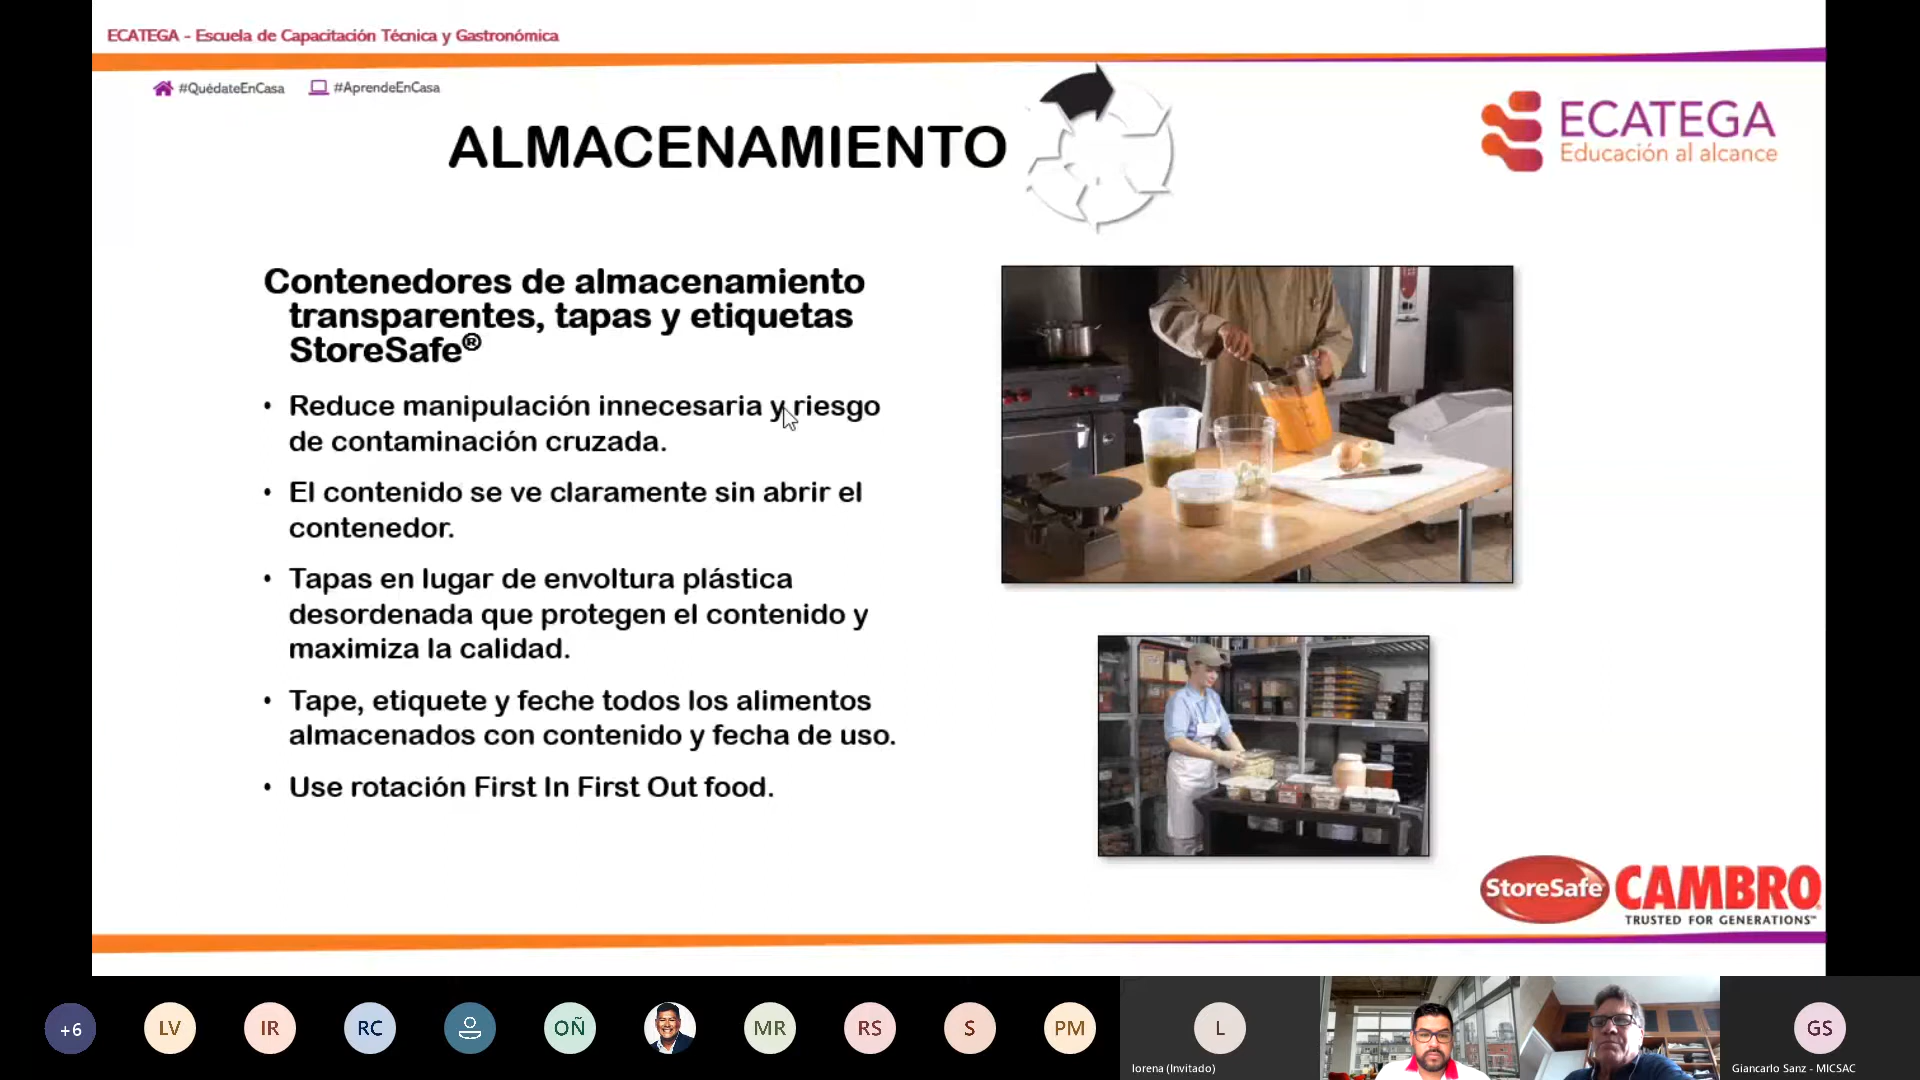 ECATEGA - Escuela de Capacitación Técnica y Gastronómica
#QuédateEnCasa #AprendeEnCasa
ALMACENAMIENTO
ECATEGA
Educación al alcance
Contenedores de almacenamiento
transparentes, tapas y etiquetas
StoreSafe®
• Reduce manipulación innecesaria y riesgo
de contaminación cruzada.
• El contenido se ve claramente sin abrir el
contenedor.
• Tapas en lugar de envoltura plástica
desordenada que protegen el contenido y
maximiza la calidad.
• Tape, etiquete y feche todos los alimentos
almacenados con contenido y fecha de uso.
• Use rotación First In First Out food.
StoreSafe CAMBRO®
TRUSTED FOR GENERATIONS™
+6 LV IR RC OÑ MR RS S PM L GS
lorena (Invitado)
Giancarlo Sanz - MICSAC